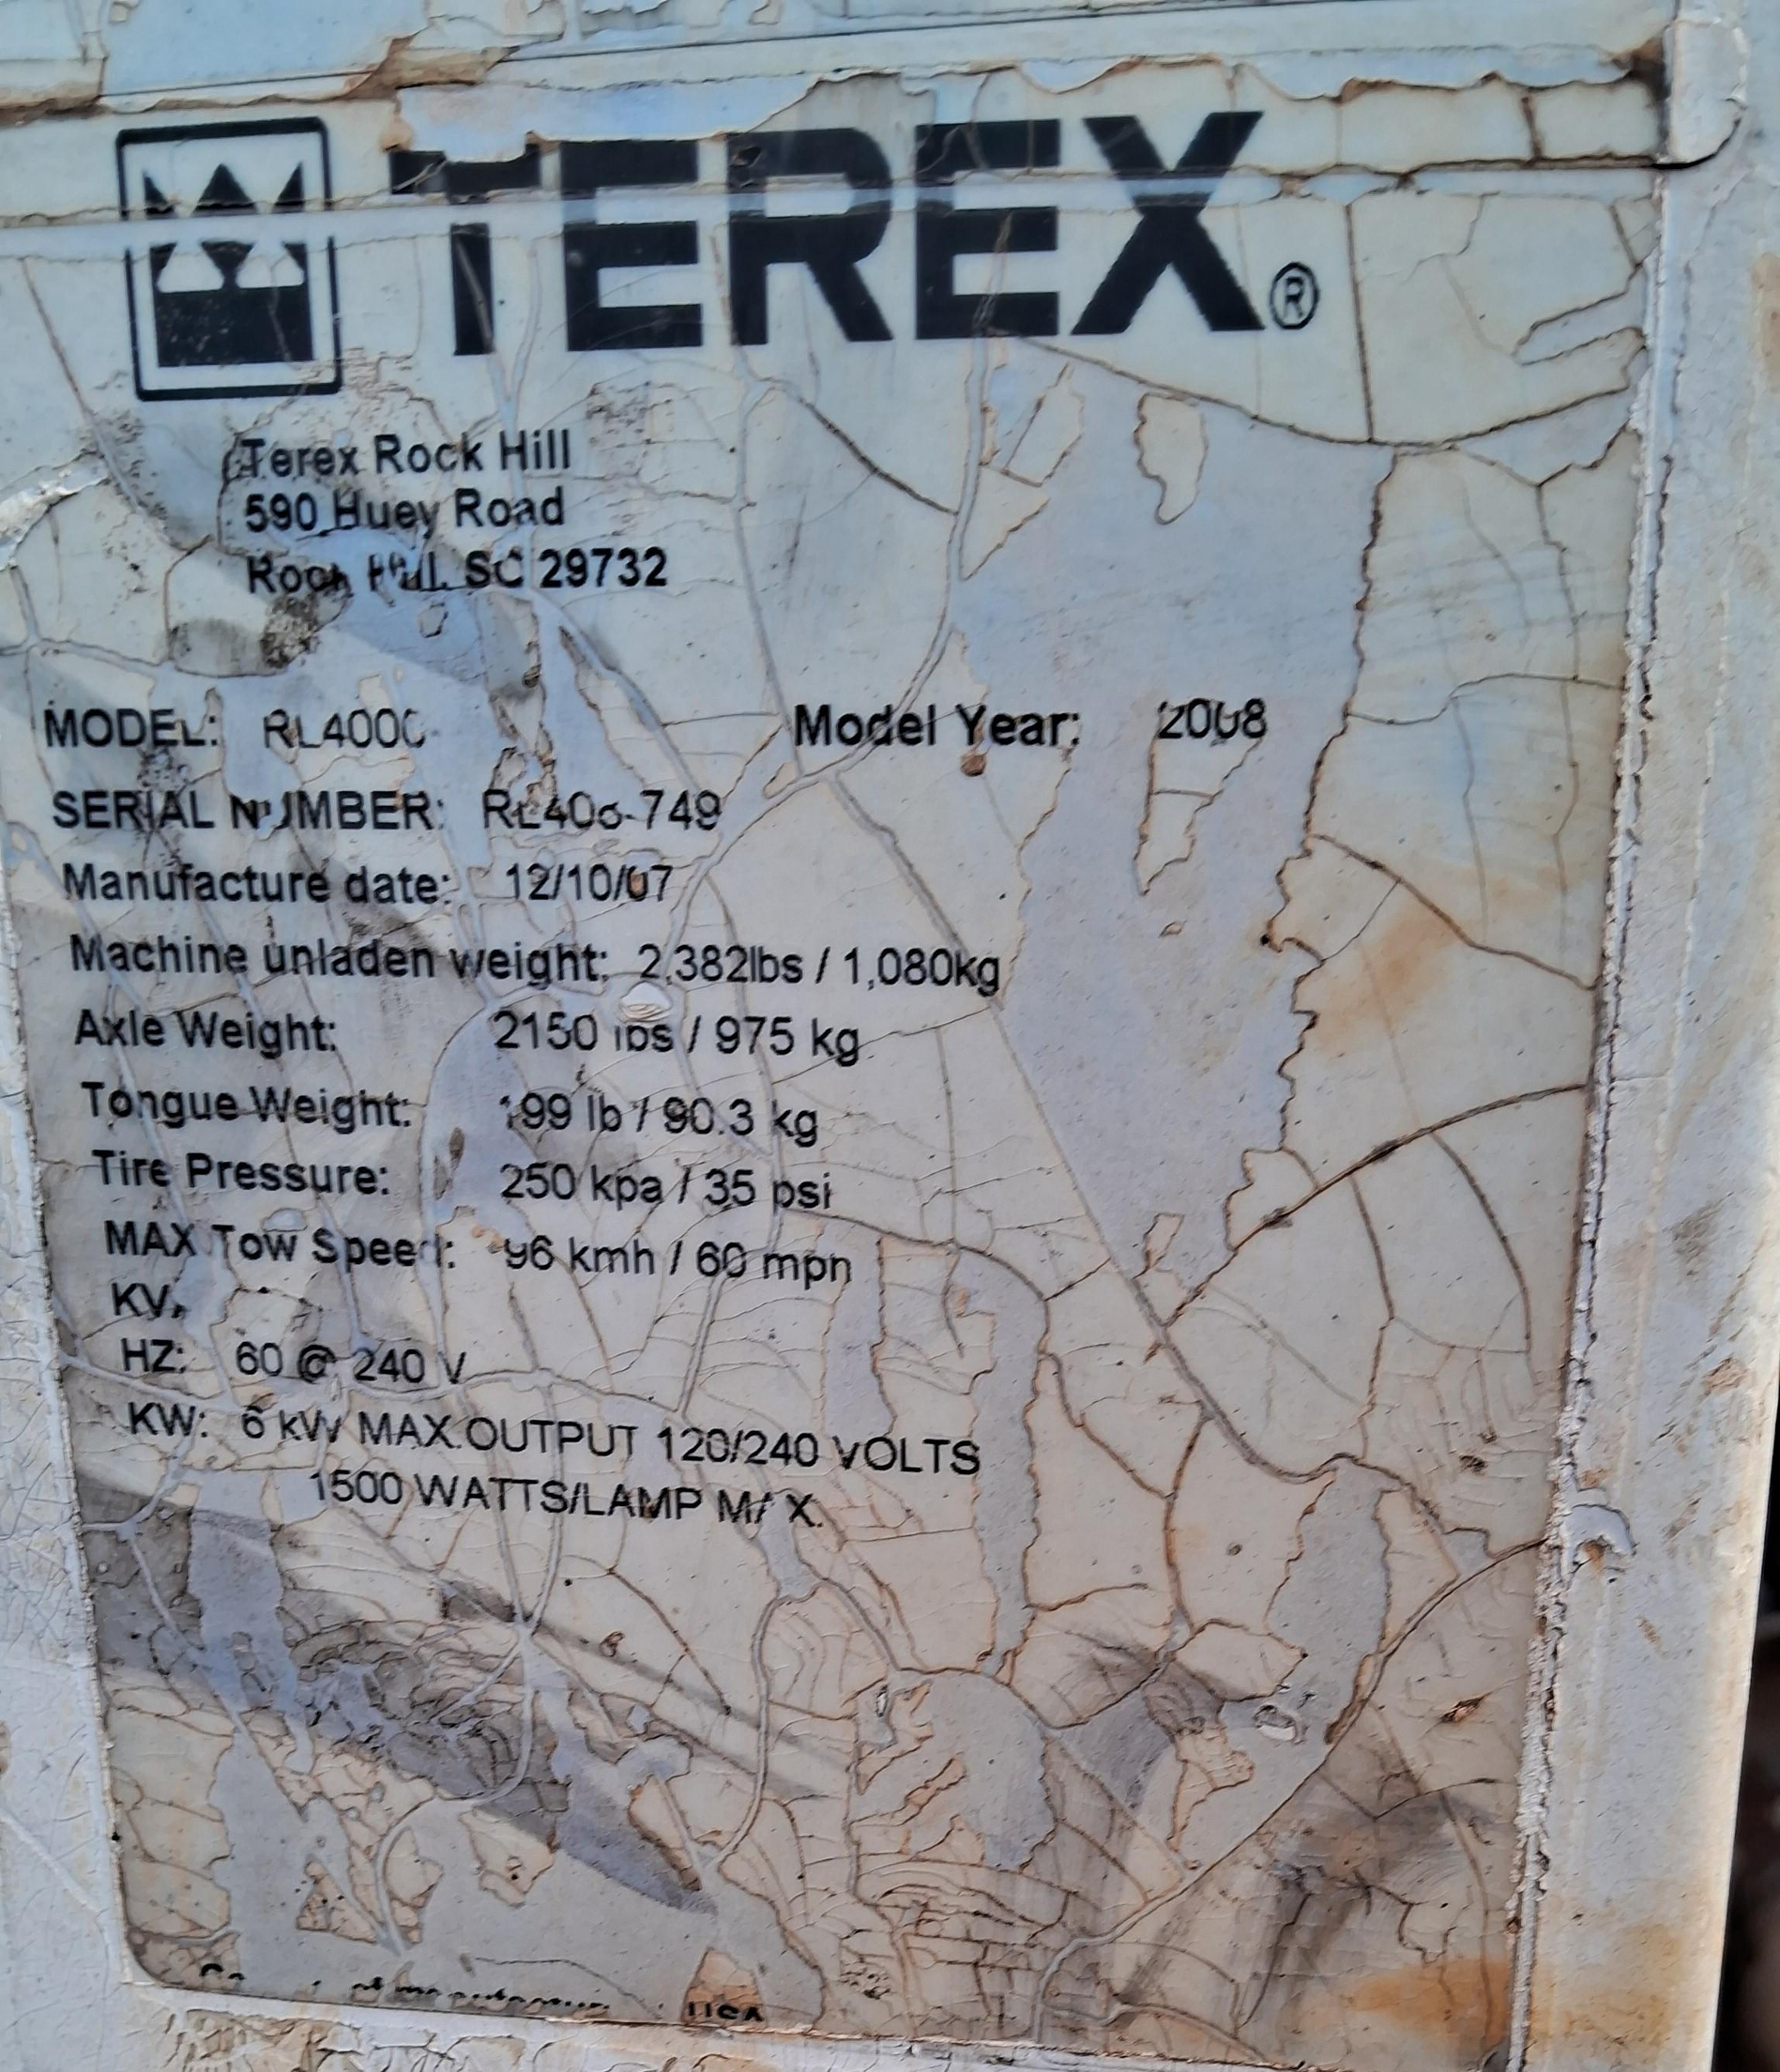 TEREX®
Terex Rock Hill
590 Huey Road
Rock Hill, SC 29732
MODEL: RL4000 Model Year: 2008
SERIAL NUMBER: -749
Manufacture date: 12/10/07
Machine unladen weight: 2,382lbs / 1,080kg
Axle Weight: 2150 lbs / 975 kg
Tongue Weight: 199 lb / 90.3 kg
Tire Pressure: 250 kpa / 35 psi
MAX Tow Speed: 96 kmh / 60 mph
HZ: 60 @ 240 V
KW: 6 kW MAX OUTPUT 120/240 VOLTS
1500 WATTS/LAMP MAX.